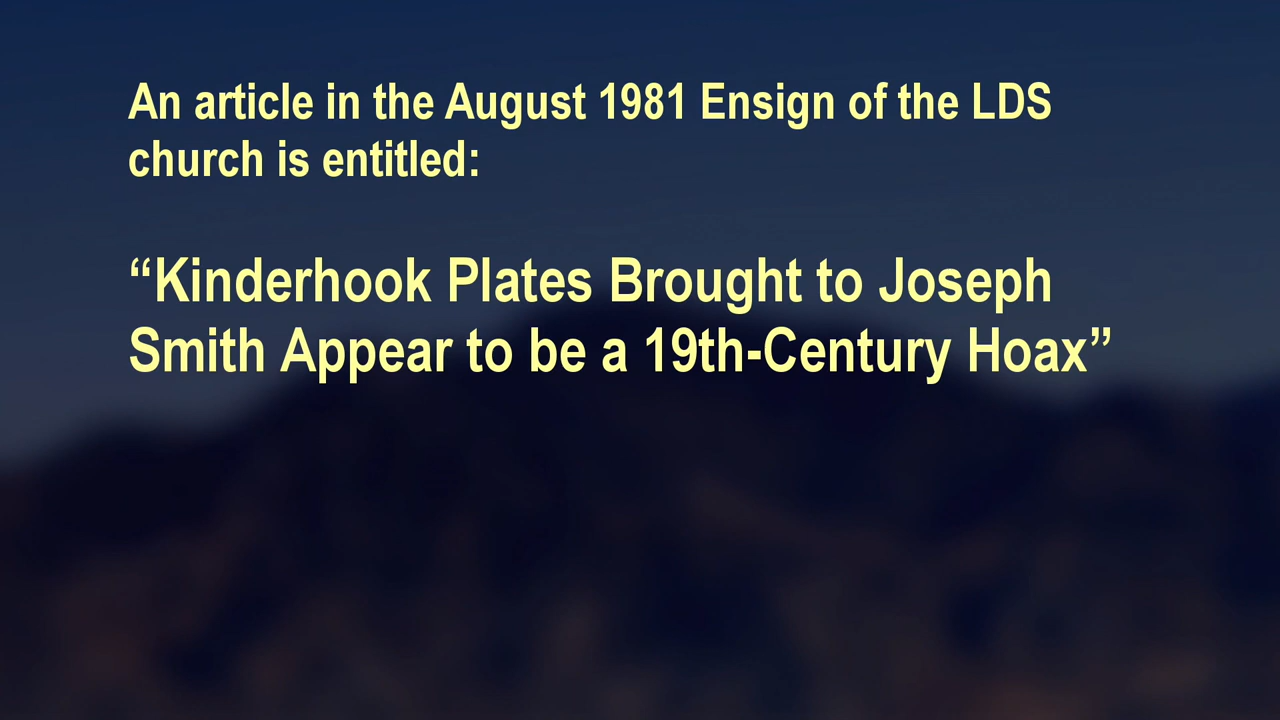 An article in the August 1981 Ensign of the LDS
church is entitled:
“Kinderhook Plates Brought to Joseph
Smith Appear to be a 19th-Century Hoax”